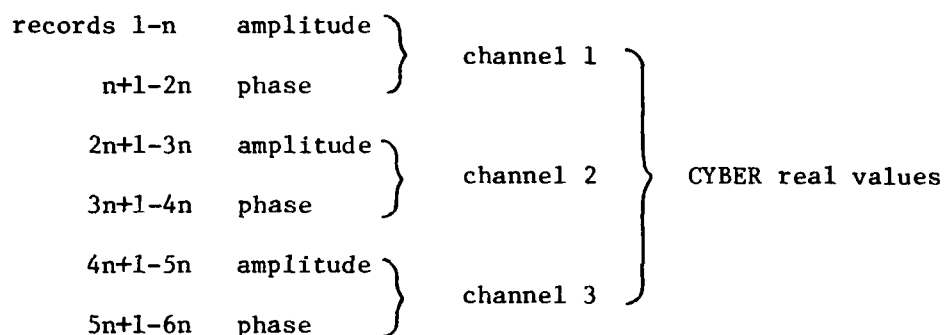 records 1-n amplitude
channel 1
n+1-2n phase
2n+1-3n amplitude
channel 2 CYBER real values
3n+1-4n phase
4n+1-5n amplitude
channel 3
5n+1-6n phase